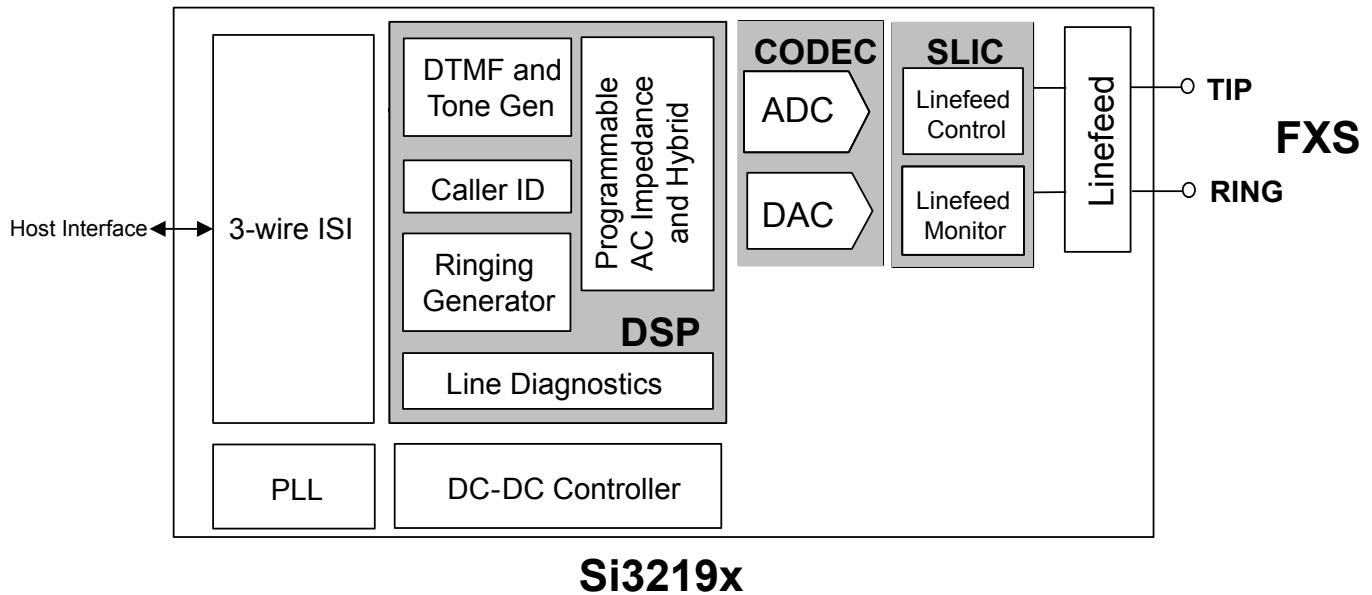 Host Interface
3-wire ISI
DTMF and
Tone Gen
Caller ID
Ringing
Generator
Programmable
AC Impedance
and Hybrid
DSP
Line Diagnostics
CODEC
ADC
DAC
SLIC
Linefeed
Control
Linefeed
Monitor
Linefeed
TIP
FXS
RING
PLL
DC-DC Controller
Si3219x